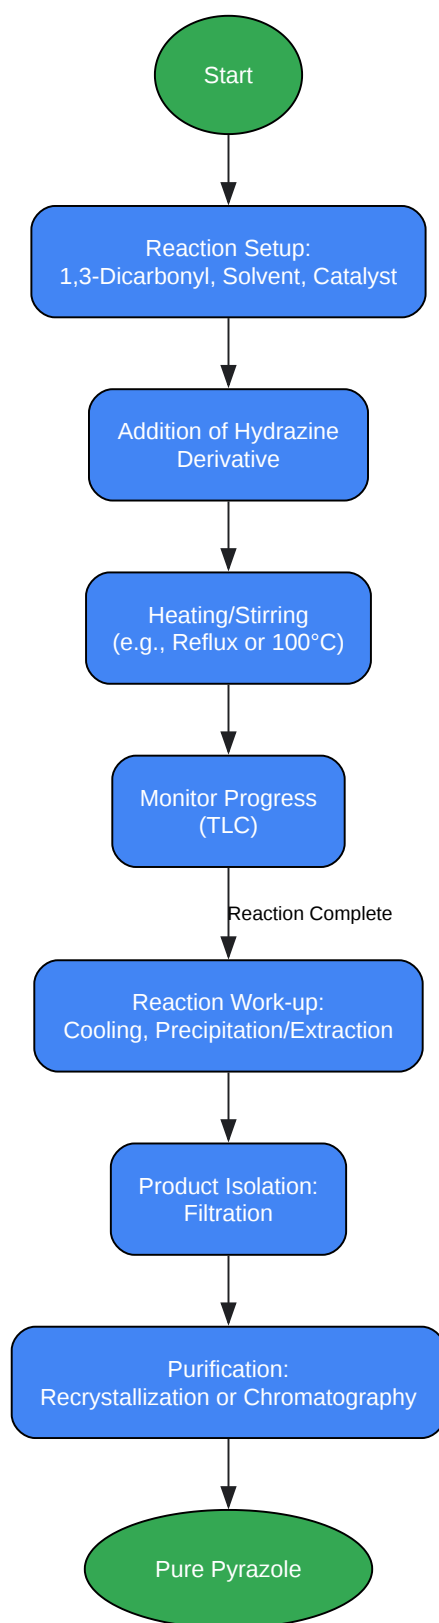 Start
Reaction Setup:
1,3-Dicarbonyl, Solvent, Catalyst
Addition of Hydrazine
Derivative
Heating/Stirring
(e.g., Reflux or 100°C)
Monitor Progress
(TLC)
Reaction Complete
Reaction Work-up:
Cooling, Precipitation/Extraction
Product Isolation:
Filtration
Purification:
Recrystallization or Chromatography
Pure Pyrazole